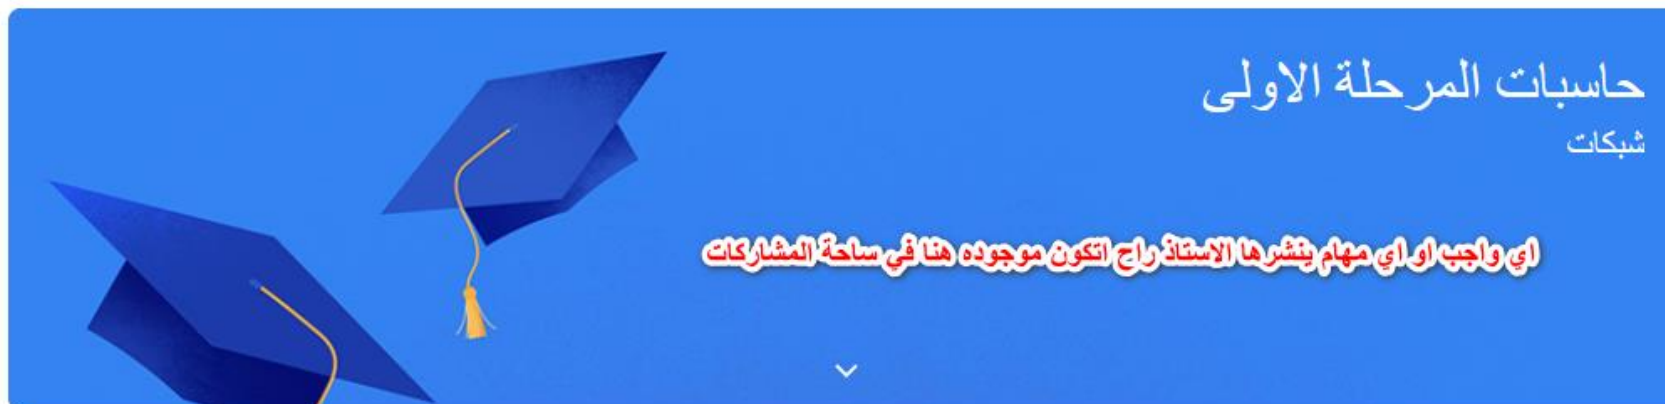 حاسبات المرحلة الاولى
شبكات
اي واجب او اي مهام ينشرها الاستاذ راح اتكون موجوده هنا في ساحة المشاركات